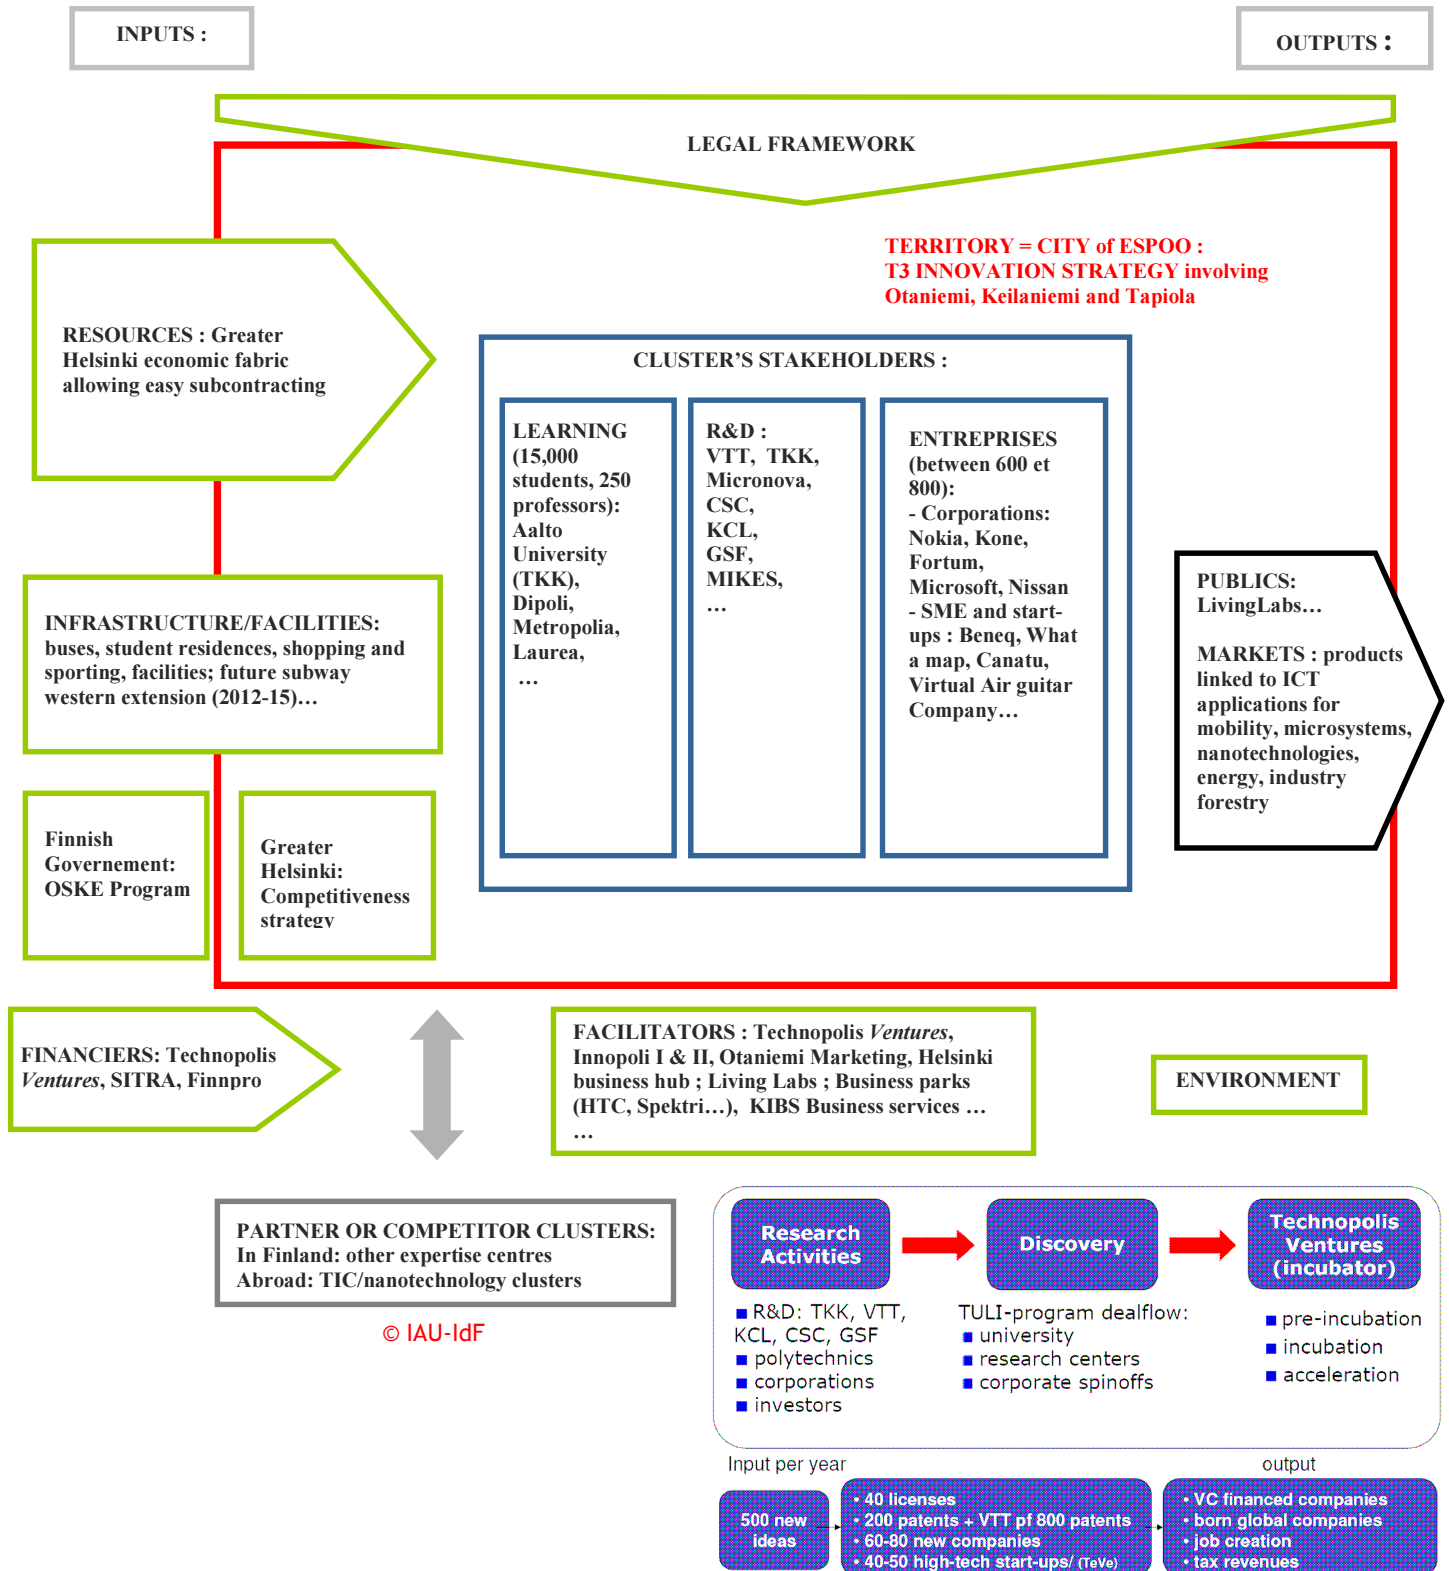 INPUTS :
OUTPUTS :
LEGAL FRAMEWORK
TERRITORY = CITY of ESPOO :
T3 INNOVATION STRATEGY involving
Otaniemi, Keilaniemi and Tapiola
RESOURCES : Greater
Helsinki economic fabric
allowing easy subcontracting
CLUSTER’S STAKEHOLDERS :
LEARNING
(15,000
students, 250
professors):
Aalto
University
(TKK),
Dipoli,
Metropolia,
Laurea,
…
R&D :
VTT, TKK,
Micronova,
CSC,
KCL,
GSF,
MIKES,
…
ENTREPRISES
(between 600 et
800):
- Corporations:
Nokia, Kone,
Fortum,
Microsoft, Nissan
- SME and start-
ups : Beneq, What
a map, Canatu,
Virtual Air guitar
Company…
INFRASTRUCTURE/FACILITIES:
buses, student residences, shopping and
sporting, facilities; future subway
western extension (2012-15)…
PUBLICS:
LivingLabs…
MARKETS : products
linked to ICT
applications for
mobility, microsystems,
nanotechnologies,
energy, industry
forestry
Finnish
Governement:
OSKE Program
Greater
Helsinki:
Competitiveness
strategy
FINANCIERS: Technopolis
Ventures, SITRA, Finnpro
FACILITATORS : Technopolis Ventures,
Innopoli I & II, Otaniemi Marketing, Helsinki
business hub ; Living Labs ; Business parks
(HTC, Spektri…), KIBS Business services …
…
ENVIRONMENT
PARTNER OR COMPETITOR CLUSTERS:
In Finland: other expertise centres
Abroad: TIC/nanotechnology clusters
© IAU-IdF
Research
Activities
Discovery
Technopolis
Ventures
(incubator)
R&D: TKK, VTT,
KCL, CSC, GSF
polytechnics
corporations
investors
TULI-program dealflow:
university
research centers
corporate spinoffs
pre-incubation
incubation
acceleration
Input per year
output
500 new
ideas
• 40 licenses
• 200 patents + VTT pf 800 patents
• 60-80 new companies
• 40-50 high-tech start-ups/ (TeVe)
• VC financed companies
• born global companies
• job creation
• tax revenues